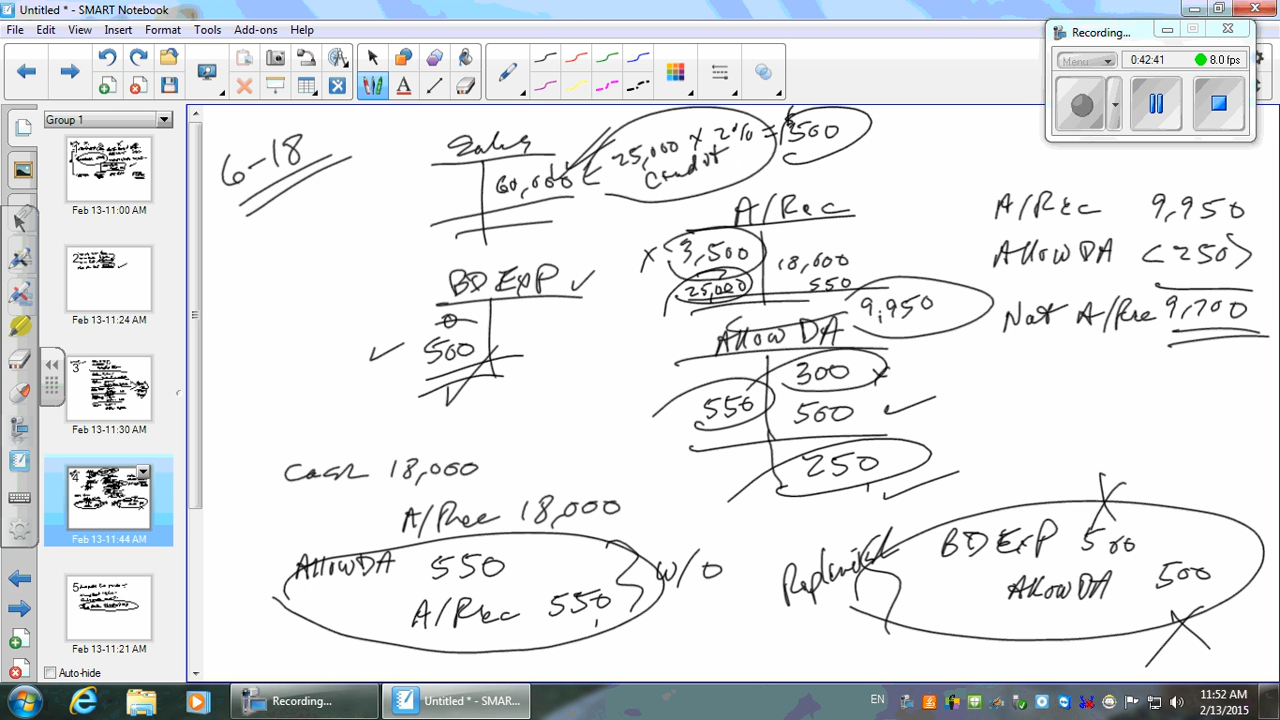 Untitled * - SMART Notebook
File Edit View Insert Format Tools Add-ons Help
Recording...
Menu
0:42:41
8.0 fps
Group 1
Feb 13-11:00 AM
Feb 13-11:24 AM
Feb 13-11:30 AM
Feb 13-11:44 AM
Feb 13-11:21 AM
Auto-hide
6-18
Sales
60,000
25,000 x 2% = 500
Credit
A/Rec
3,500
18,000
25,000
550
9,950
BD EXP
0
500
Allow DA
300
550
500
250
A/Rec 9,950
Allow DA <250>
Net A/Rec 9,700
Cash 18,000
A/Rec 18,000
Allow DA 550
A/Rec 550
W/O
Replenish
BD EXP 500
Allow DA 500
Recording...
Untitled * - SMAR...
EN
11:52 AM
2/13/2015